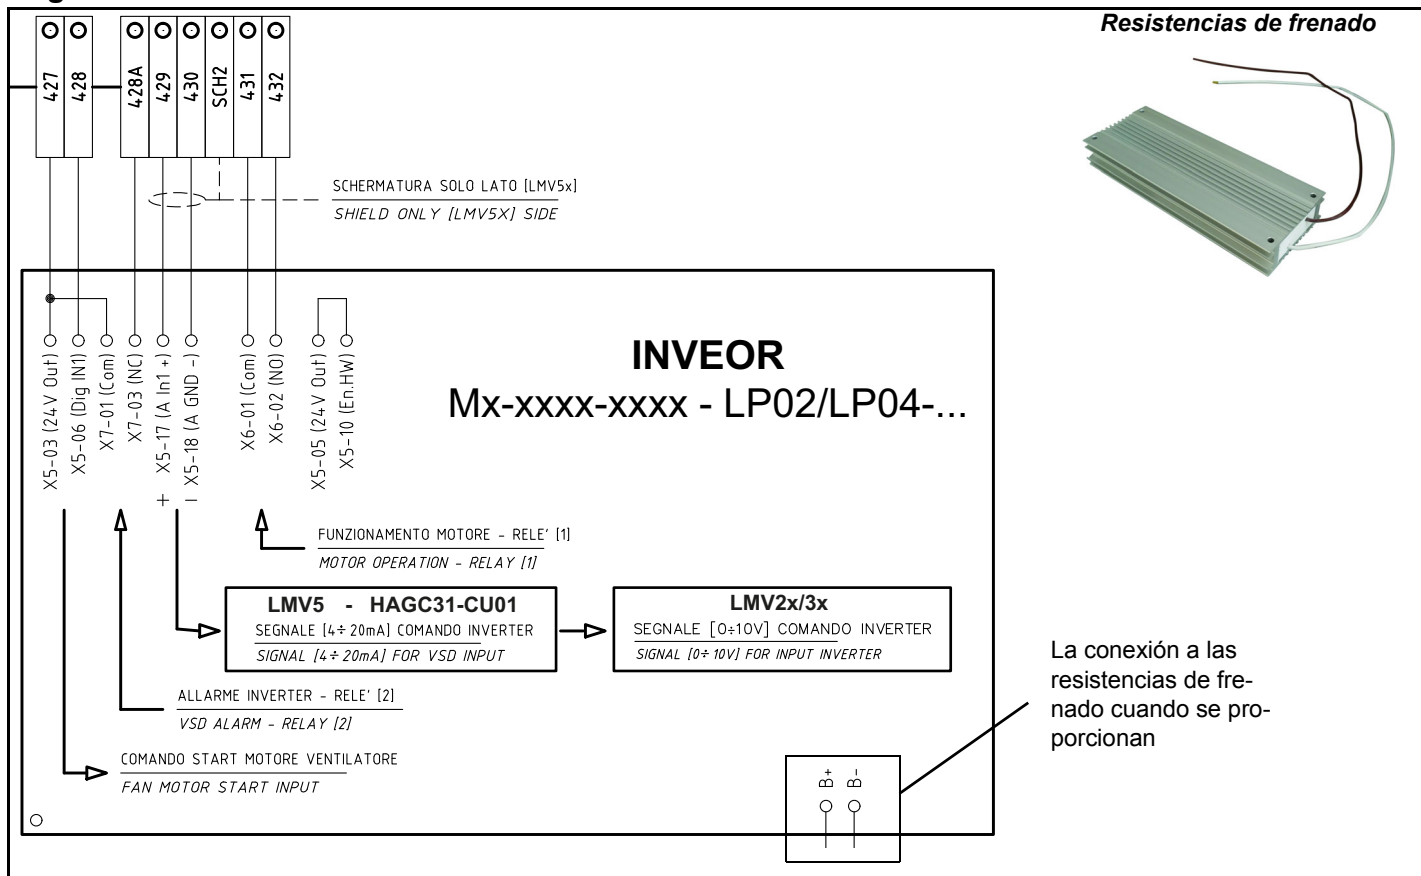 Resistencias de frenado
427
428
428A
429
430
SCH2
431
432
SCHERMATURA SOLO LATO [LMV5x]
SHIELD ONLY [LMV5X] SIDE
X5-03 (24V Out)
X5-06 (Dig IN1)
X7-01 (Com)
X7-03 (NC)
+ X5-17 (A In1 +)
- X5-18 (A GND -)
X6-01 (Com)
X6-02 (NO)
X5-05 (24V Out)
X5-10 (En.HW)
INVEOR
Mx-xxxx-xxxx - LP02/LP04-...
FUNZIONAMENTO MOTORE - RELE' [1]
MOTOR OPERATION - RELAY [1]
LMV5 - HAGC31-CU01
SEGNALE [4÷20mA] COMANDO INVERTER
SIGNAL [4÷20mA] FOR VSD INPUT
LMV2x/3x
SEGNALE [0÷10V] COMANDO INVERTER
SIGNAL [0÷10V] FOR INPUT INVERTER
ALLARME INVERTER - RELE' [2]
VSD ALARM - RELAY [2]
COMANDO START MOTORE VENTILATORE
FAN MOTOR START INPUT
B+
B-
La conexión a las
resistencias de fre-
nado cuando se pro-
porcionan